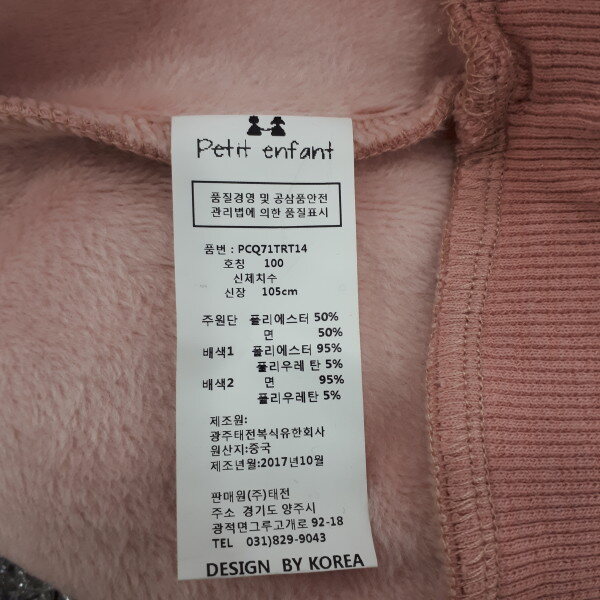 Petit enfant
품질경영 및 공삼품안전
관리법에 의한 품질표시
품번 : PCQ71TRT14
호칭 100
신제치수
신장 105cm
주원단 폴리에스터 50%
면 50%
배색1 폴리에스터 95%
폴리우레 탄 5%
배색2 면 95%
폴리우레탄 5%
제조원:
광주태전복식유한회사
원산지:중국
제조년월:2017년10월
판매원(주)태전
주소 경기도 양주시
광적면그루고개로 92-18
TEL 031)829-9043
DESIGN BY KOREA